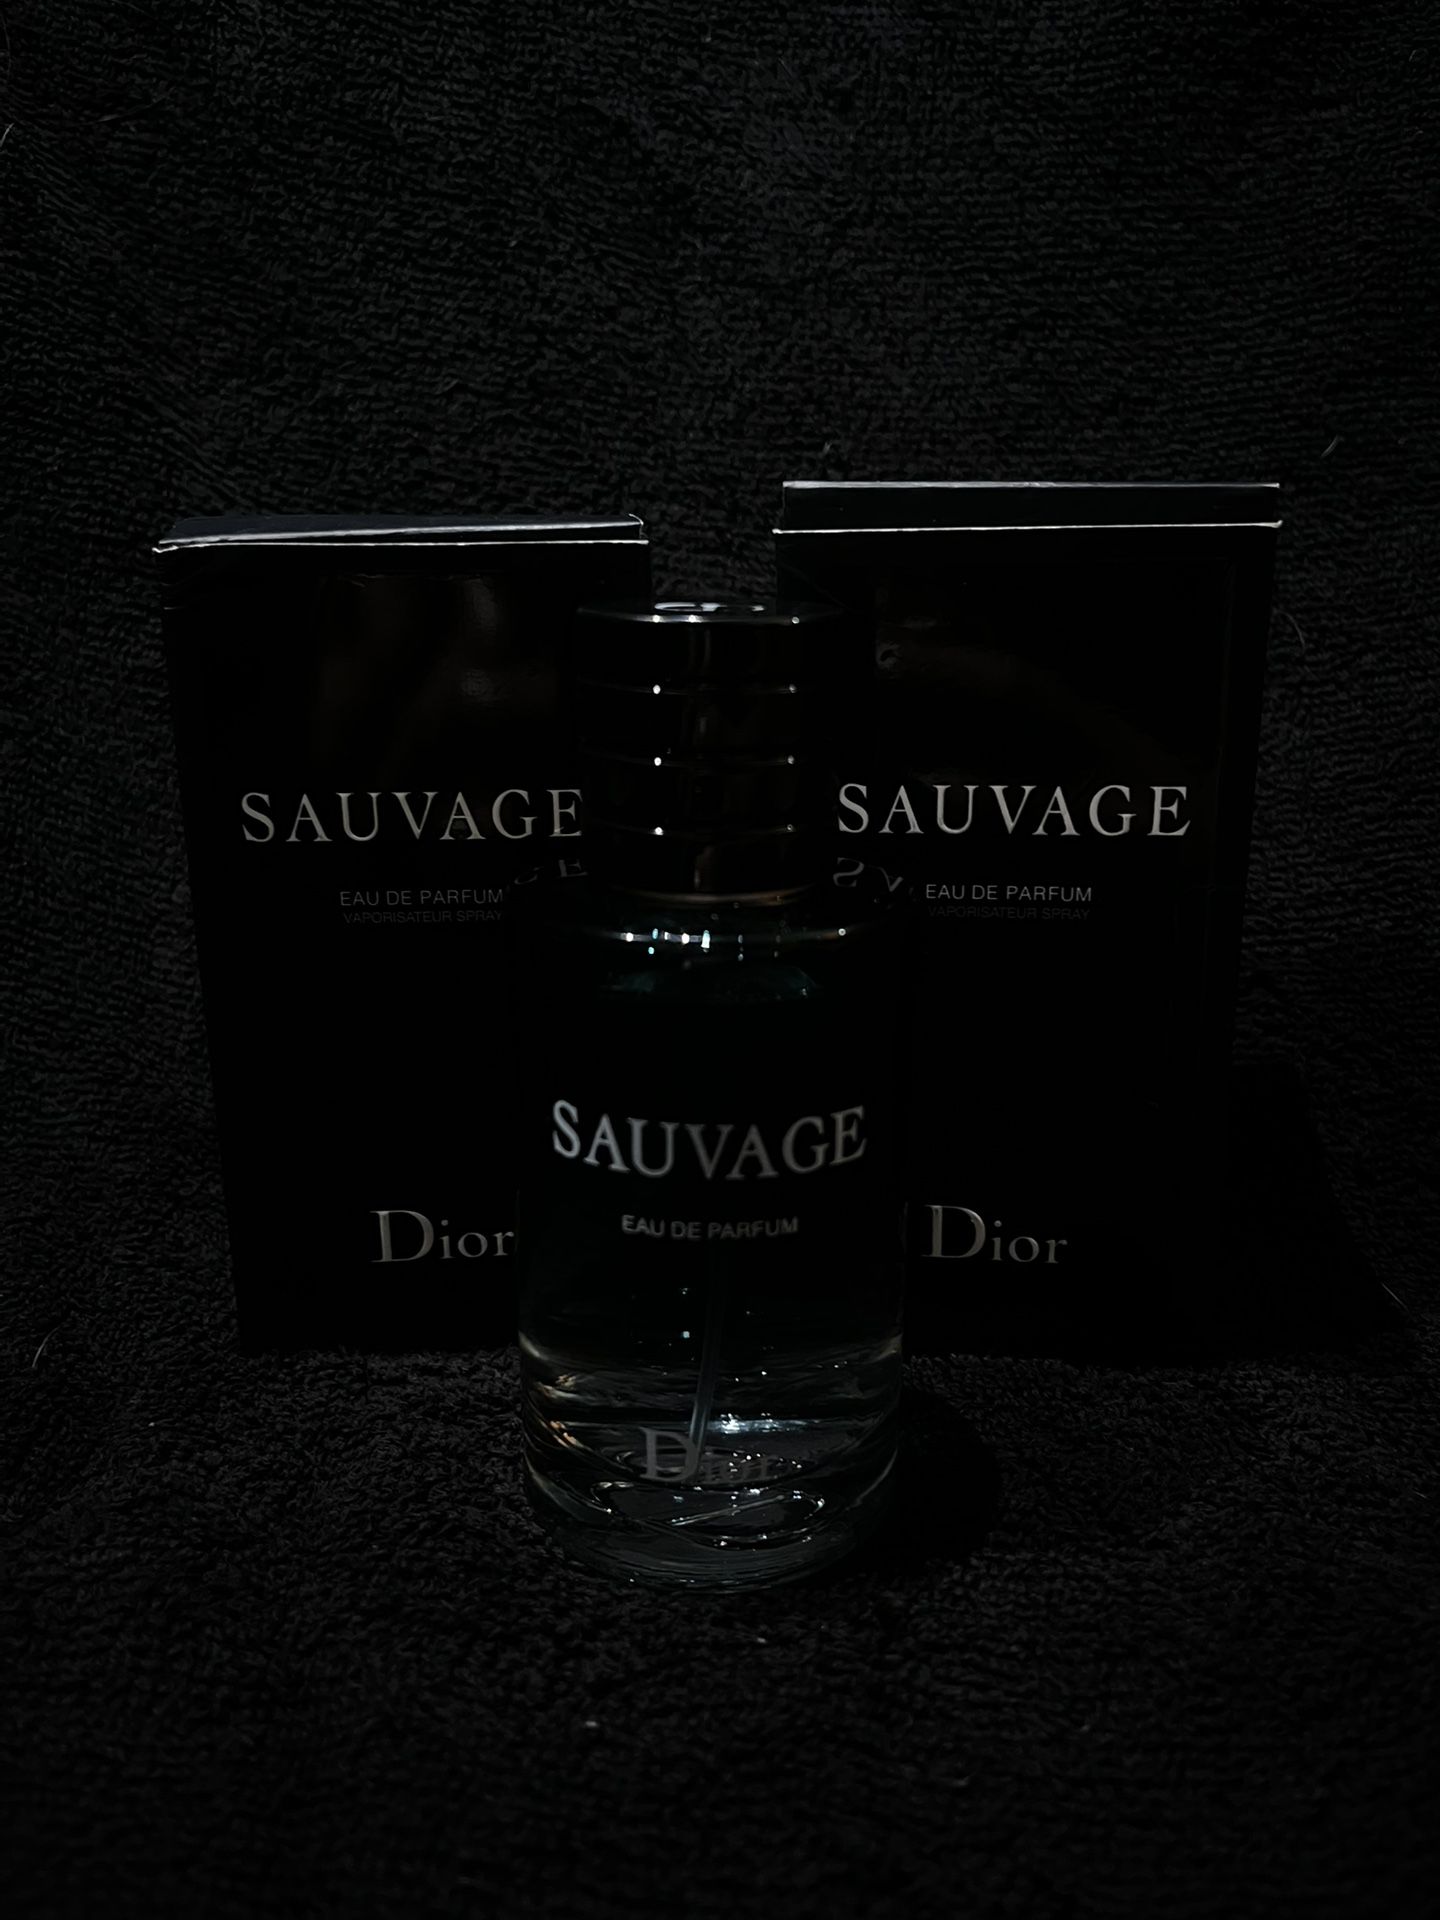 SAUVAGE
EAU DE PARFUM
VAPORISATEUR SPRAY
Dior
SAUVAGE
EAU DE PARFUM
VAPORISATEUR SPRAY
Dior
SAUVAGE
EAU DE PARFUM
Dior